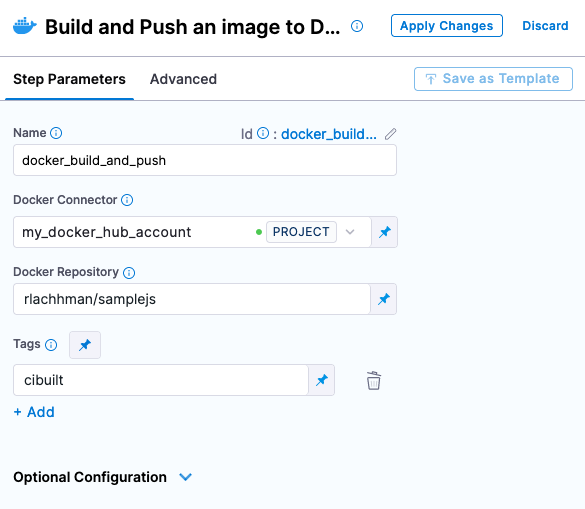 Build and Push an image to D...
Apply Changes
Discard
Step Parameters
Advanced
Save as Template
Name
Id : docker_build...
docker_build_and_push
Docker Connector
my_docker_hub_account
PROJECT
Docker Repository
rlachhman/samplejs
Tags
cibuilt
+ Add
Optional Configuration